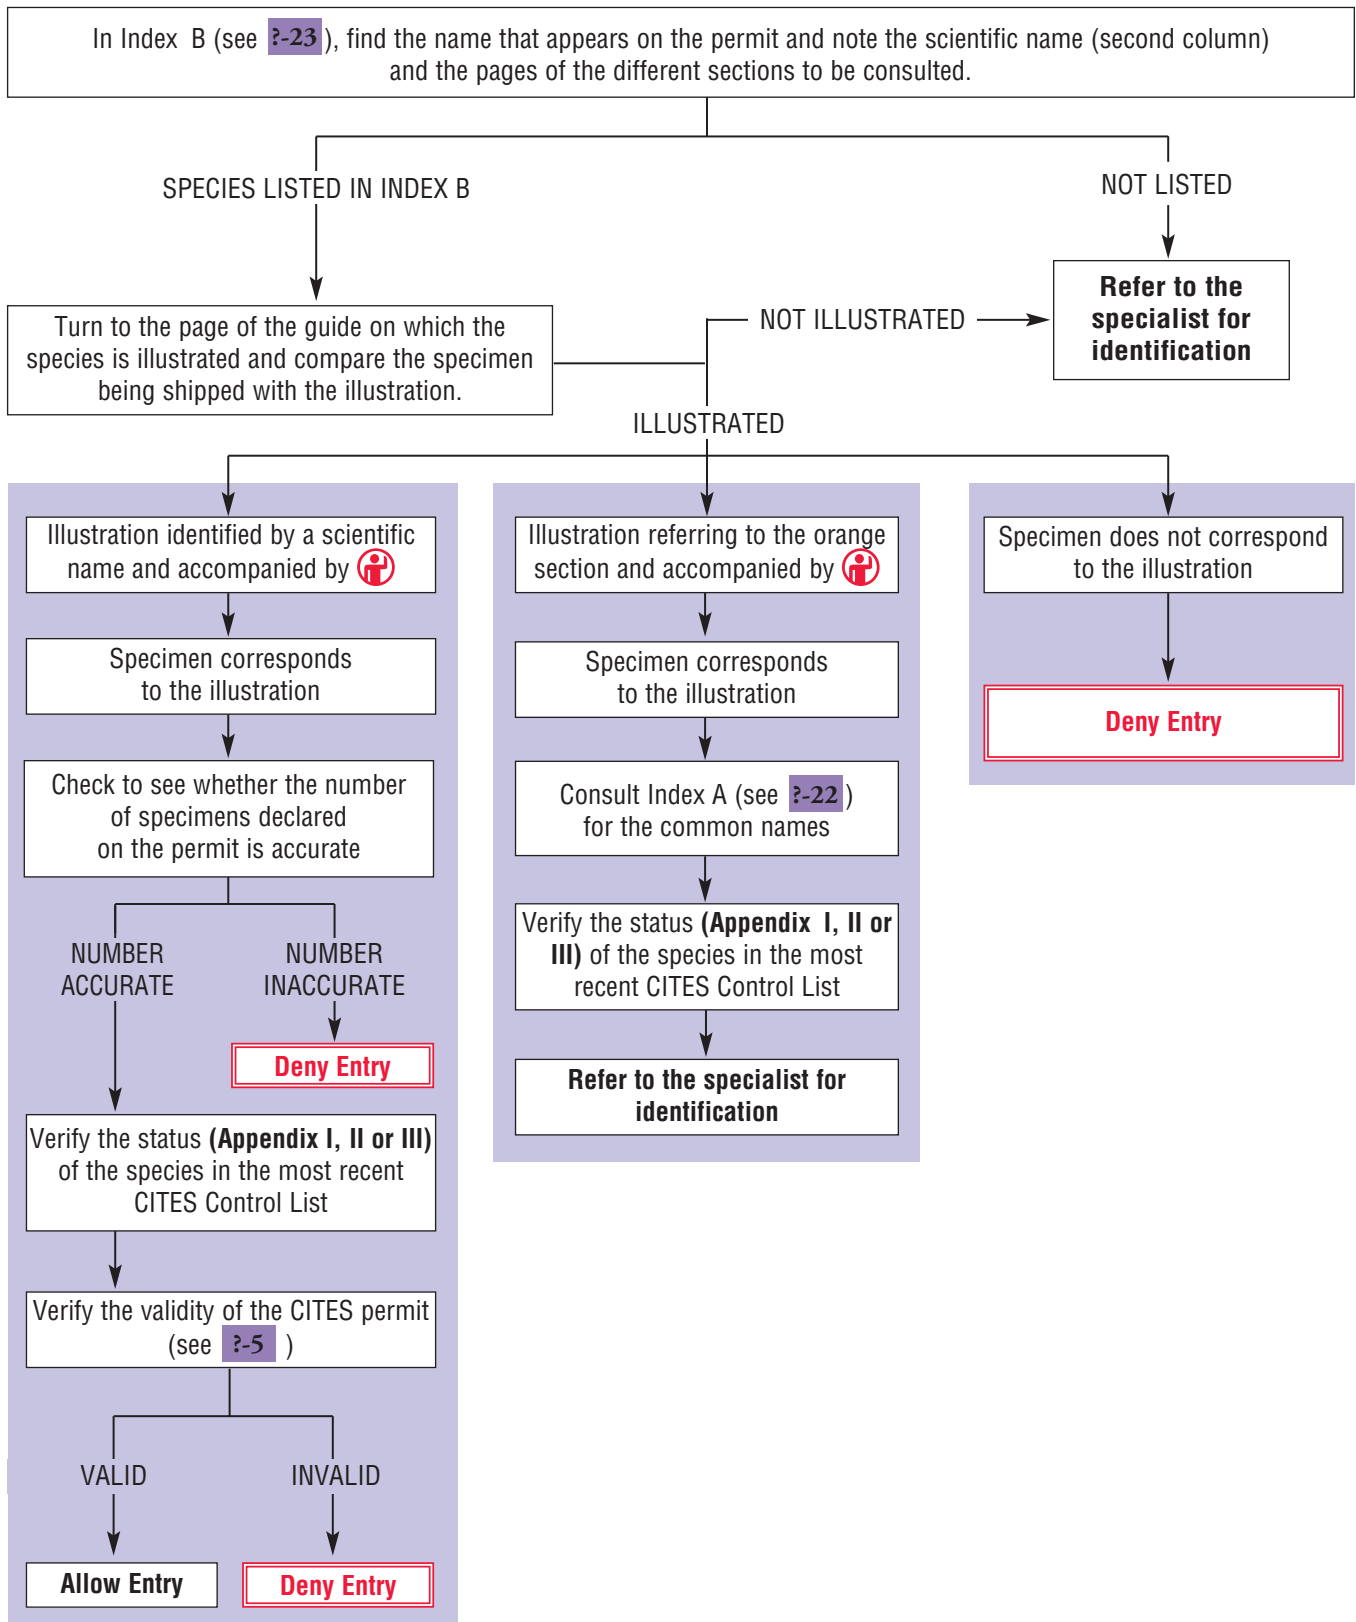 In Index B (see ?-23), find the name that appears on the permit and note the scientific name (second column)
and the pages of the different sections to be consulted.
SPECIES LISTED IN INDEX B
NOT LISTED
Refer to the
specialist for
identification
Turn to the page of the guide on which the
species is illustrated and compare the specimen
being shipped with the illustration.
NOT ILLUSTRATED
ILLUSTRATED
Illustration identified by a scientific
name and accompanied by
Specimen corresponds
to the illustration
Check to see whether the number
of specimens declared
on the permit is accurate
NUMBER
ACCURATE
NUMBER
INACCURATE
Deny Entry
Verify the status (Appendix I, II or III)
of the species in the most recent
CITES Control List
Verify the validity of the CITES permit
(see ?-5 )
VALID
INVALID
Allow Entry
Deny Entry
Illustration referring to the orange
section and accompanied by
Specimen corresponds
to the illustration
Consult Index A (see ?-22 )
for the common names
Verify the status (Appendix I, II or
III) of the species in the most
recent CITES Control List
Refer to the specialist for
identification
Specimen does not correspond
to the illustration
Deny Entry